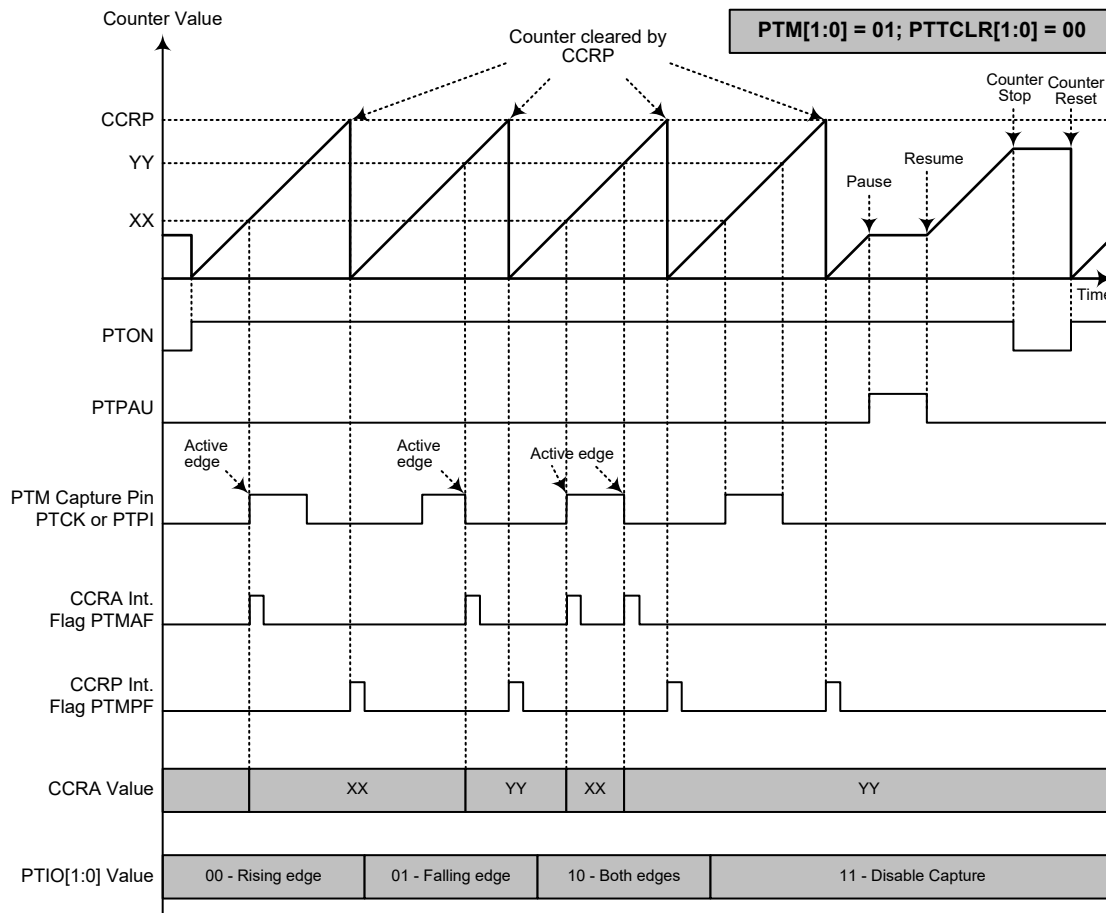 Counter Value
PTM[1:0] = 01; PTTCLR[1:0] = 00
Counter cleared by
CCRP
Counter
Stop
Counter
Reset
CCRP
YY
XX
Pause
Resume
Time
PTON
PTPAU
Active
edge
Active
edge
Active edge
PTM Capture Pin
PTCK or PTPI
CCRA Int.
Flag PTMAF
CCRP Int.
Flag PTMPF
CCRA Value
XX
YY
XX
YY
PTIO[1:0] Value
00 - Rising edge
01 - Falling edge
10 - Both edges
11 - Disable Capture